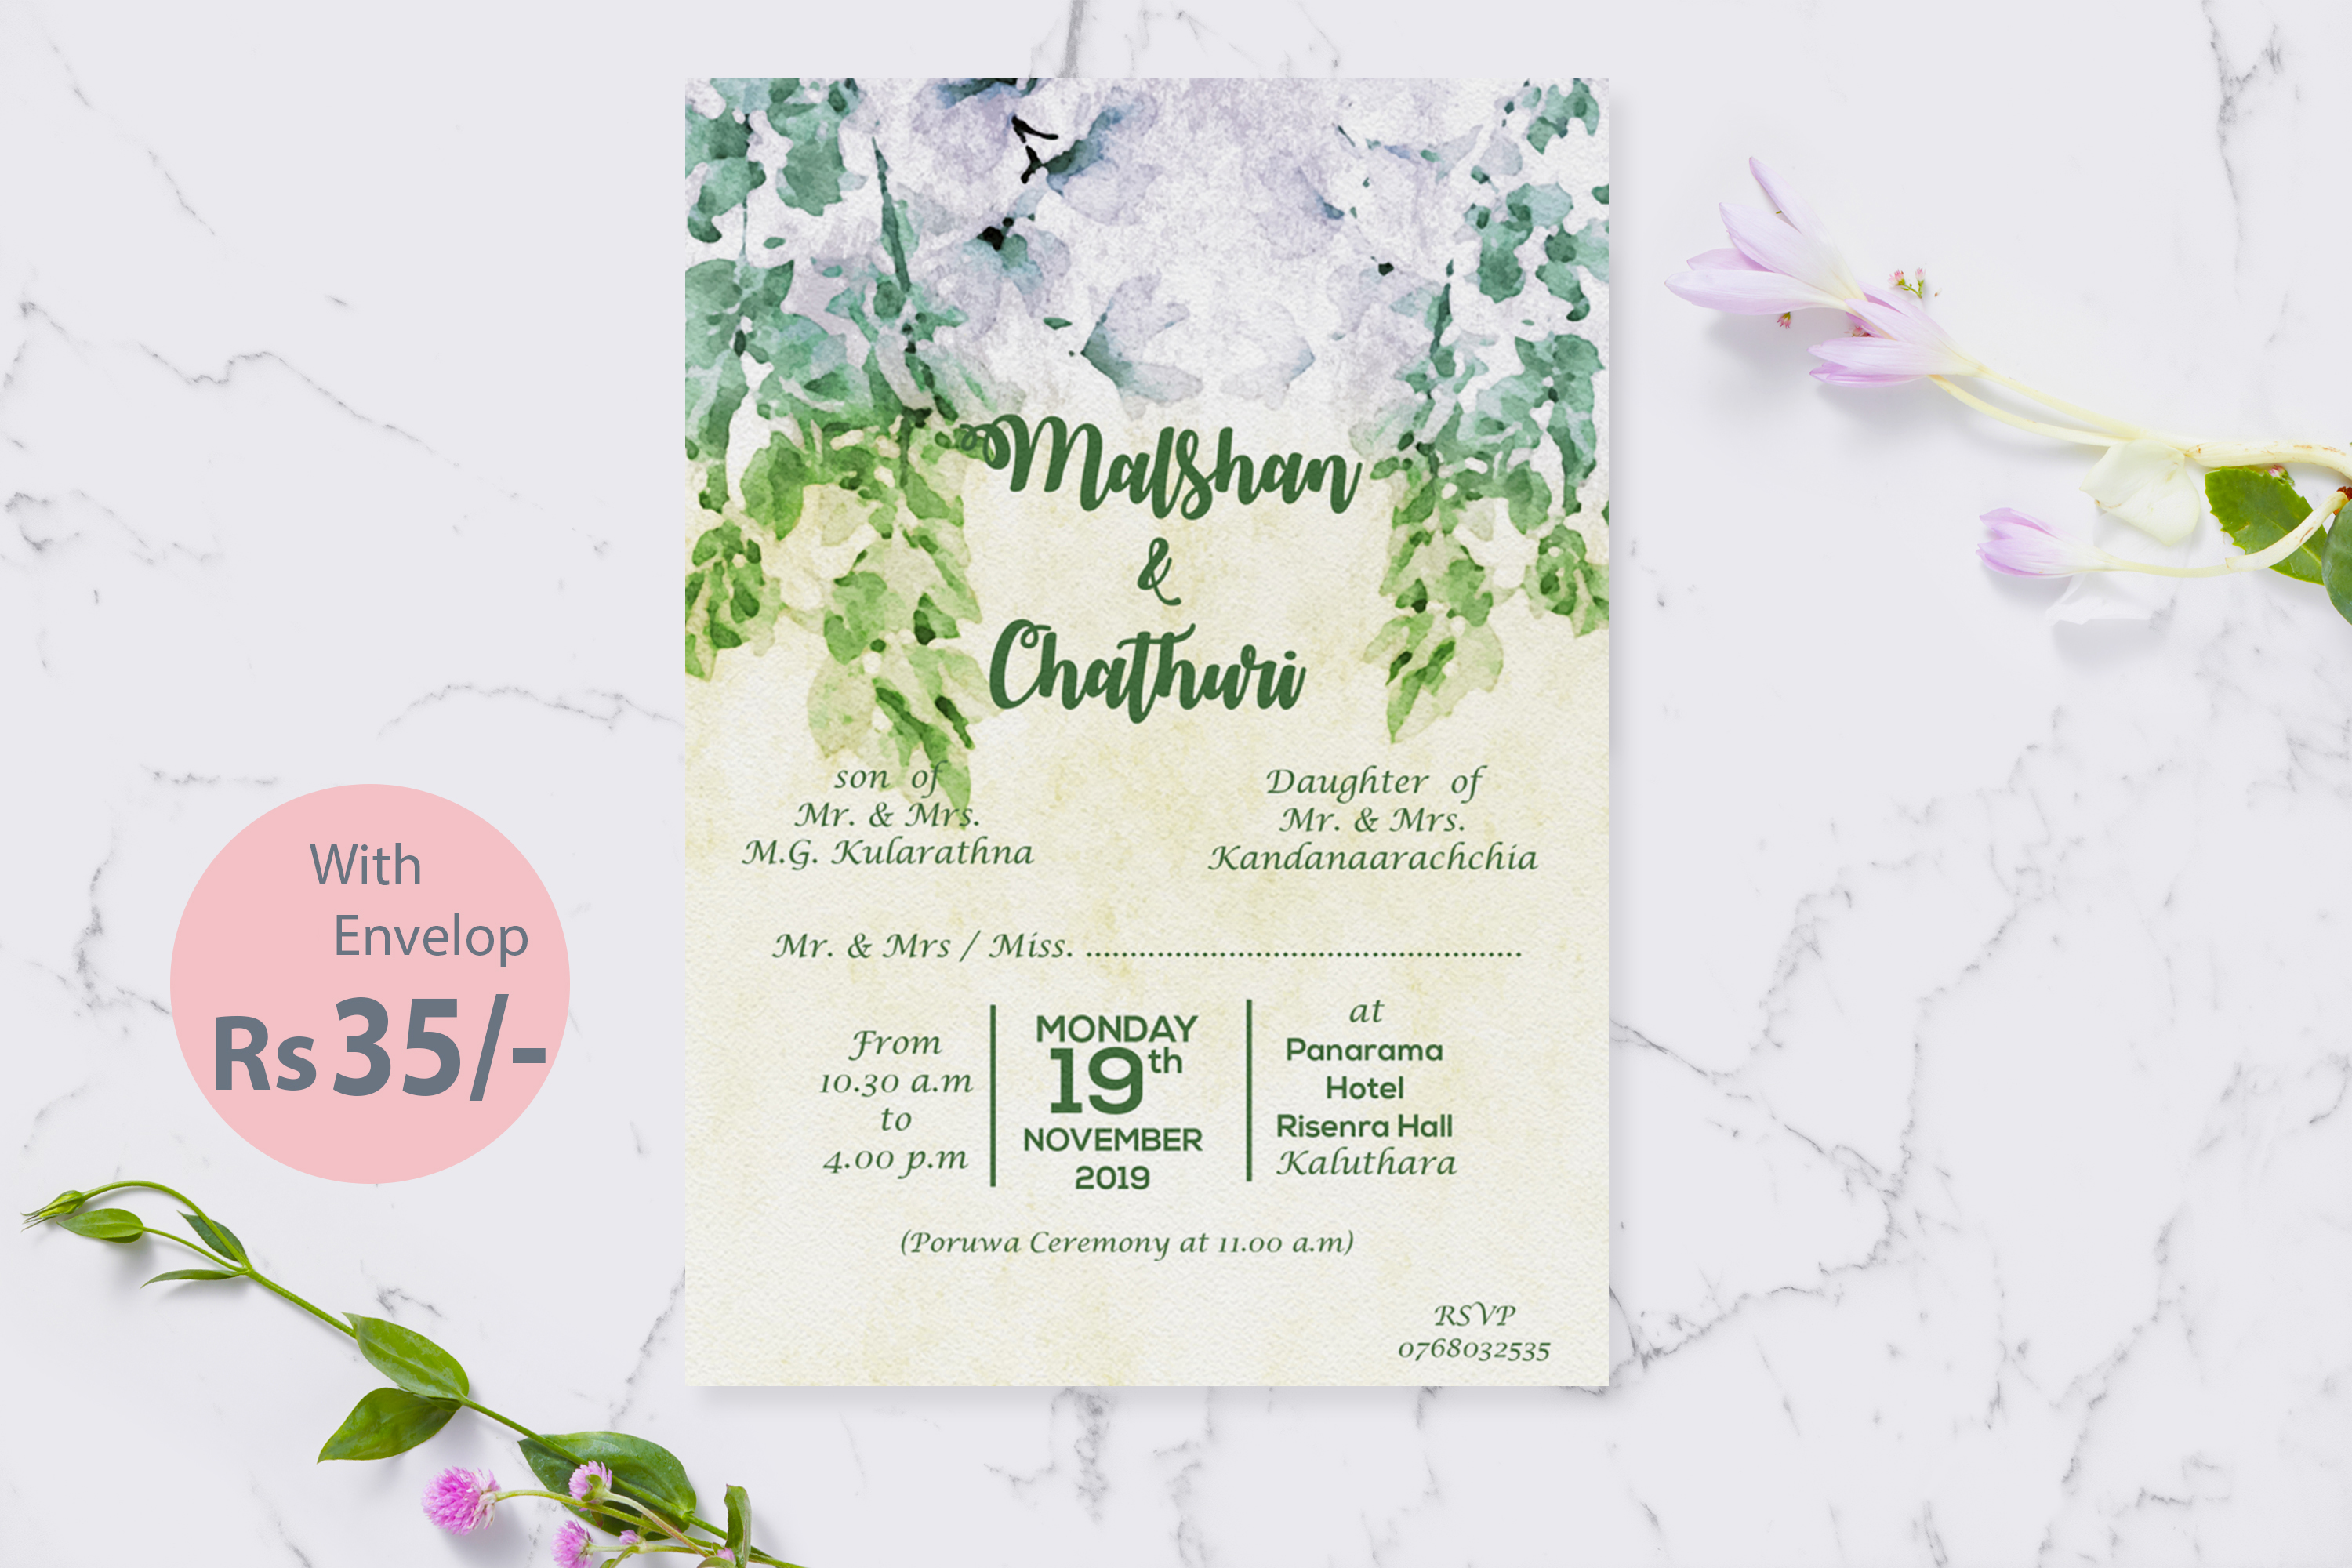 Malshan
&
Chathuri
son of
Mr. & Mrs.
M.G. Kularathna
Daughter of
Mr. & Mrs.
Kandanaarachchia
Mr. & Mrs / Miss. ............................................................
From
10.30 a.m
to
4.00 p.m
MONDAY
19th
NOVEMBER
2019
at
Panarama
Hotel
Risenra Hall
Kaluthara
(Poruwa Ceremony at 11.00 a.m)
RSVP
0768032535
With
Envelop
Rs 35/-